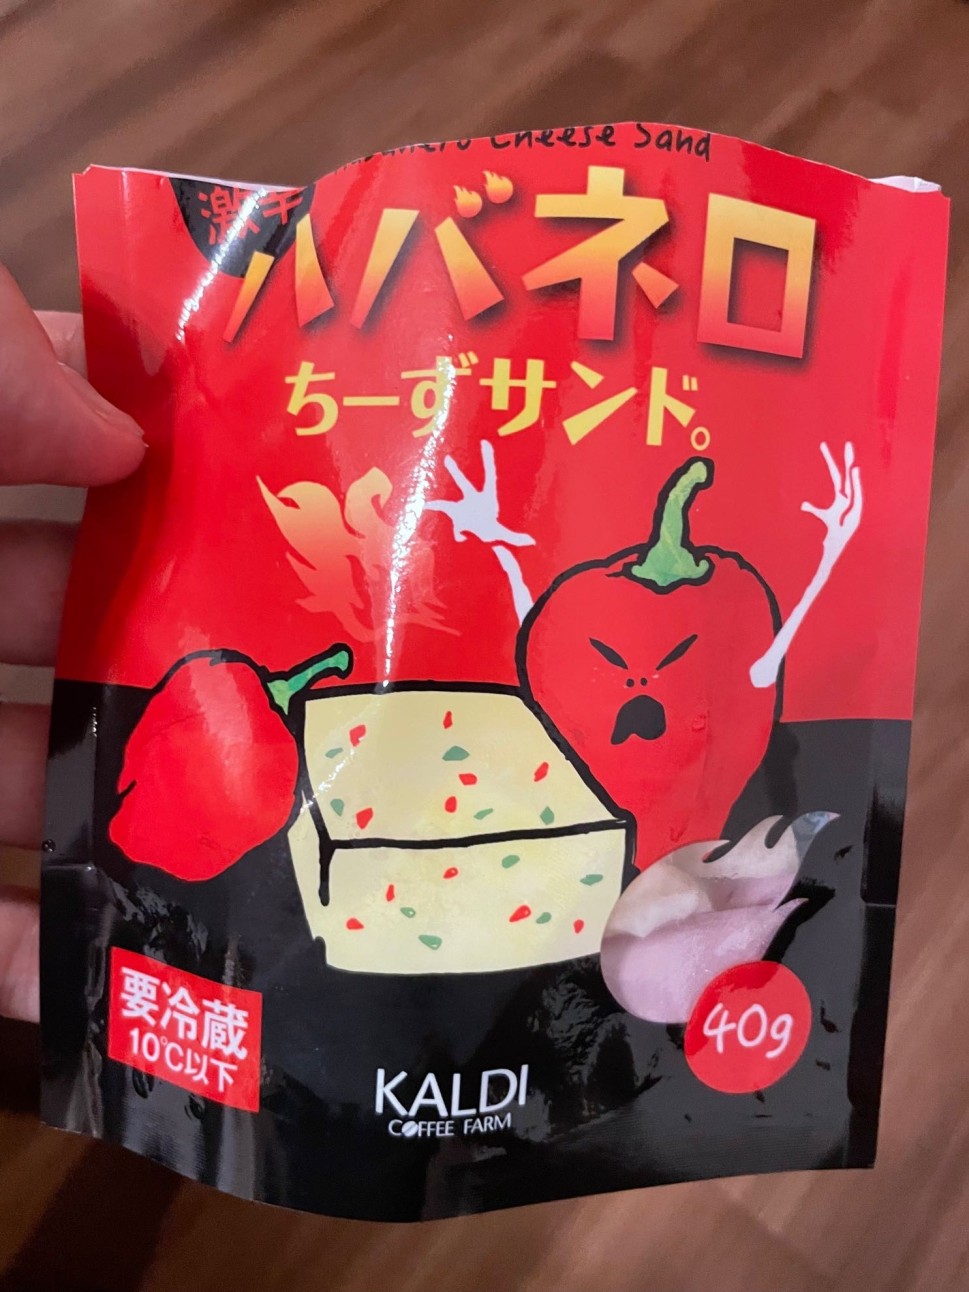 Cheese Sand
激辛
ハバネロ
ちーずサンド。
要冷蔵
10℃以下
40g
KALDI
COFFEE FARM